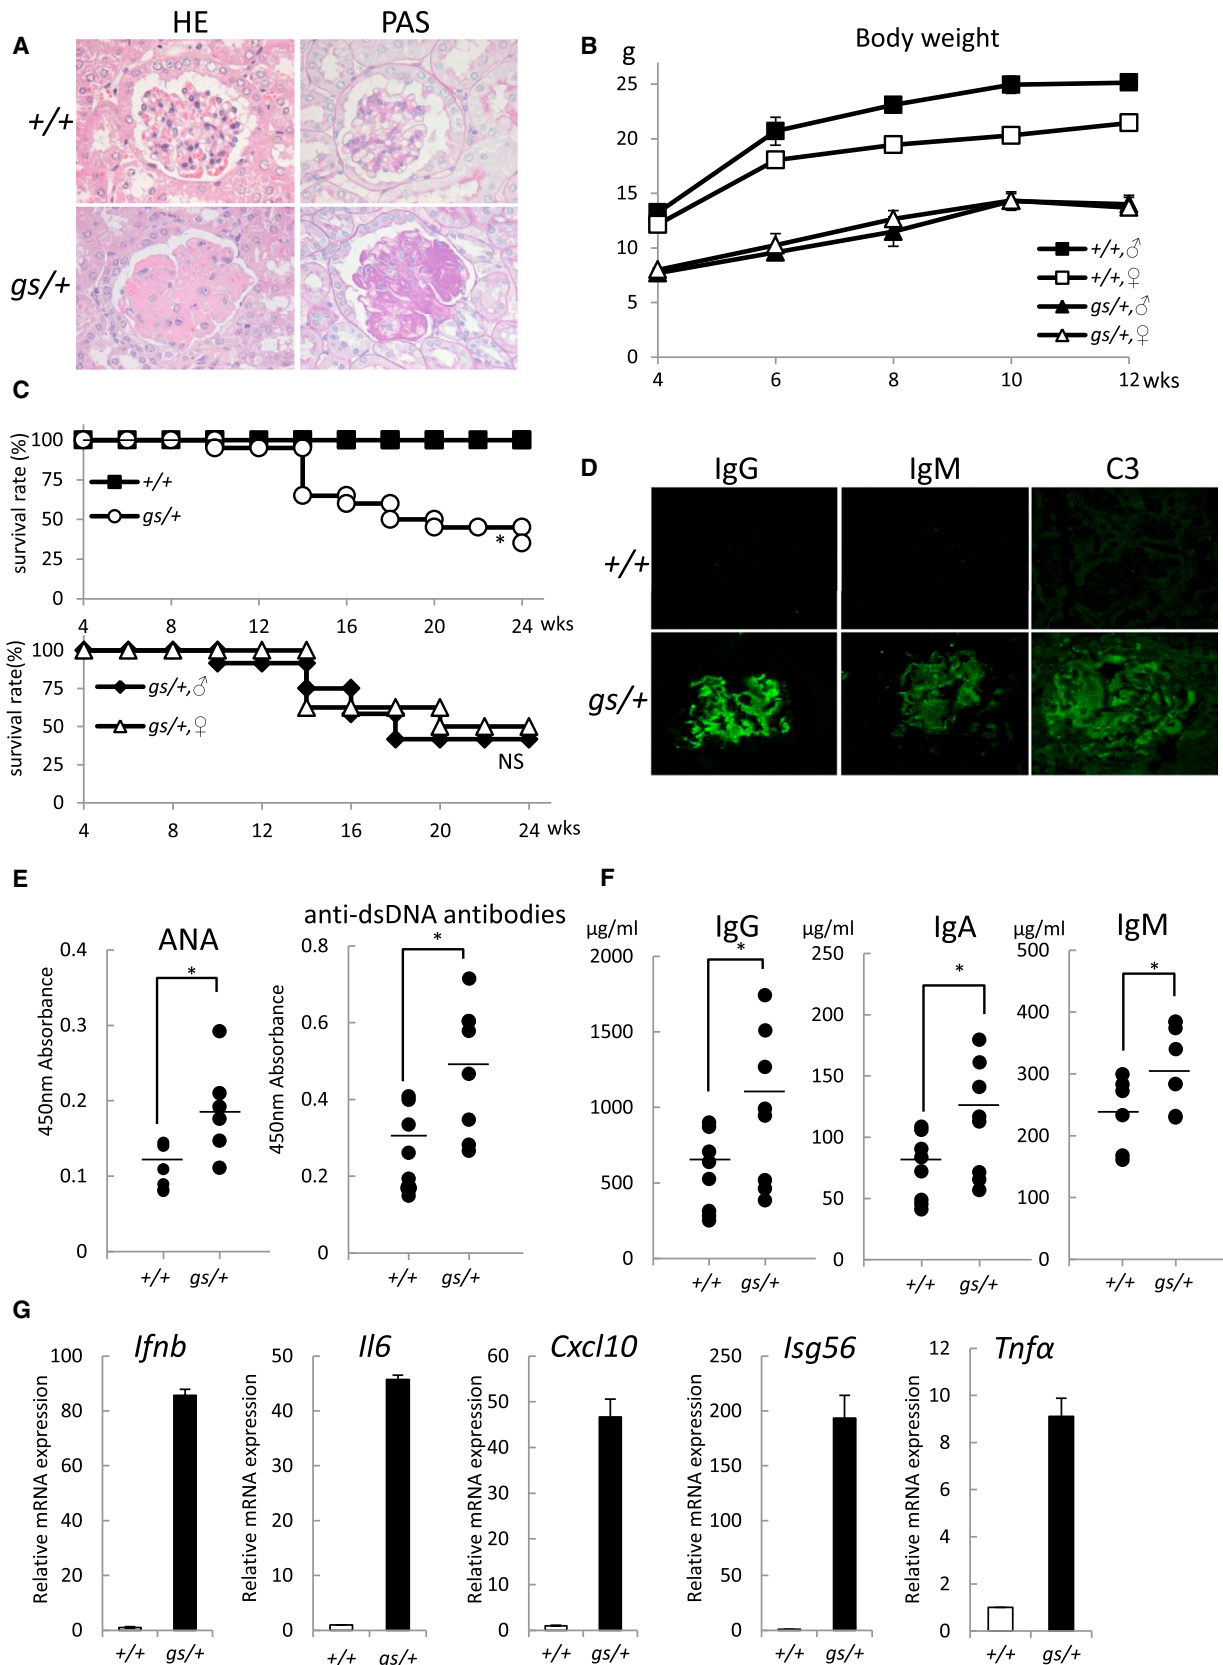 A
HE
PAS
+/+
gs/+
B
Body weight
g
25
20
15
10
5
0
4
6
8
10
12
wks
+/+,♂
+/+,♀
gs/+,♂
gs/+,♀
C
survival rate (%)
100
75
50
25
0
+/+
gs/+
*
4
8
12
16
20
24
wks
survival rate(%)
100
75
50
25
0
gs/+,♂
gs/+,♀
NS
4
8
12
16
20
24
wks
D
IgG
IgM
C3
+/+
gs/+
E
ANA
450nm Absorbance
0.4
0.3
0.2
0.1
0
*
+/+
gs/+
anti-dsDNA antibodies
450nm Absorbance
0.8
0.6
0.4
0.2
0
*
+/+
gs/+
F
µg/ml
IgG
2000
1500
1000
500
0
*
+/+
gs/+
µg/ml
IgA
250
200
150
100
50
0
*
+/+
gs/+
µg/ml
IgM
500
400
300
200
100
0
*
+/+
gs/+
G
Ifnb
Relative mRNA expression
100
80
60
40
20
0
+/+
gs/+
Il6
Relative mRNA expression
50
40
30
20
10
0
+/+
gs/+
Cxcl10
Relative mRNA expression
60
50
40
30
20
10
0
+/+
gs/+
Isg56
Relative mRNA expression
250
200
150
100
50
0
+/+
gs/+
Tnfα
Relative mRNA expression
12
10
8
6
4
2
0
+/+
gs/+